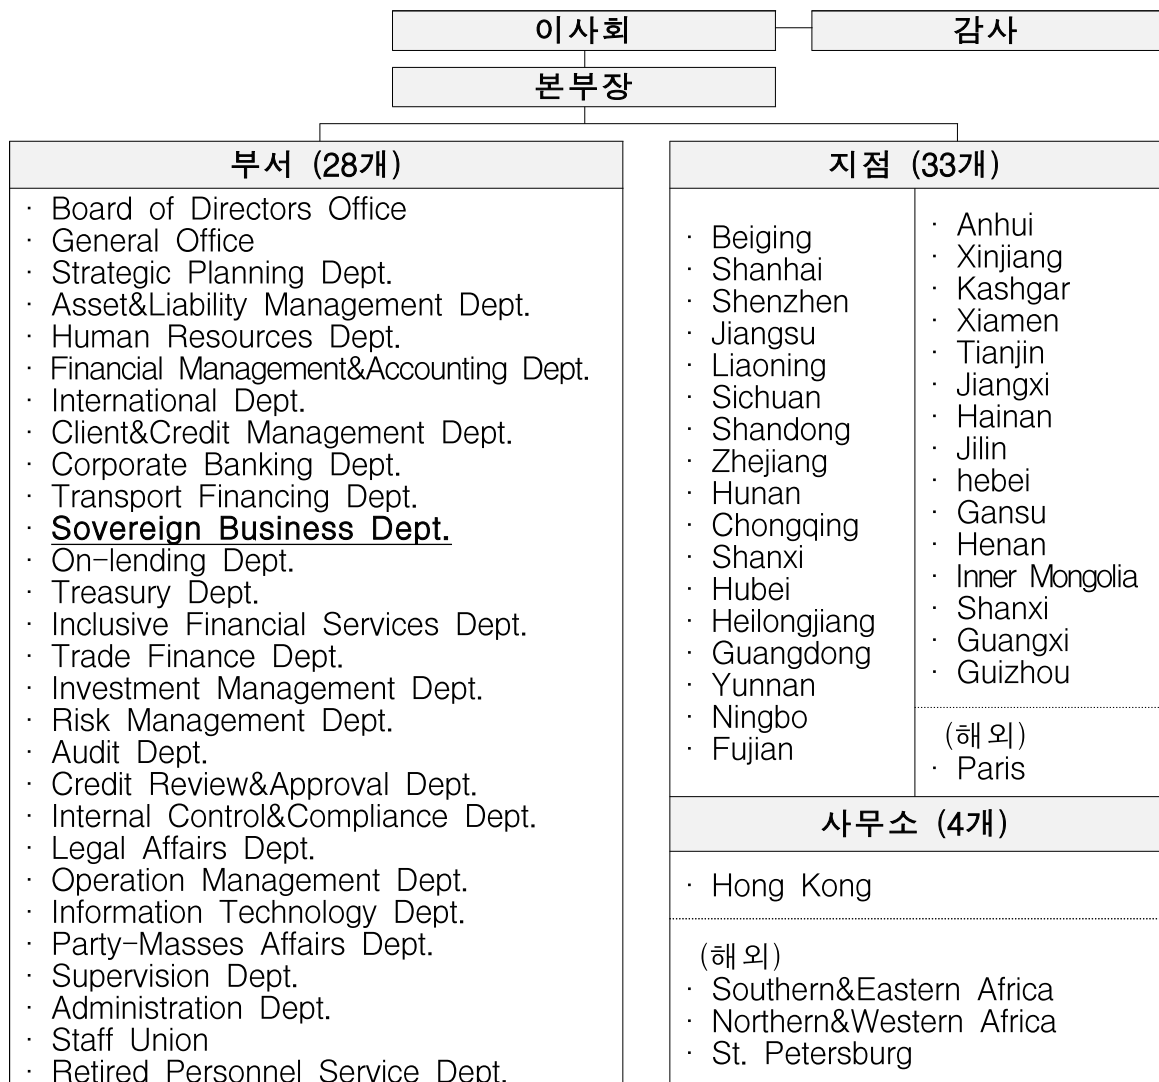 이사회
감사
본부장
부서 (28개)
· Board of Directors Office
· General Office
· Strategic Planning Dept.
· Asset&Liability Management Dept.
· Human Resources Dept.
· Financial Management&Accounting Dept.
· International Dept.
· Client&Credit Management Dept.
· Corporate Banking Dept.
· Transport Financing Dept.
· Sovereign Business Dept.
· On-lending Dept.
· Treasury Dept.
· Inclusive Financial Services Dept.
· Trade Finance Dept.
· Investment Management Dept.
· Risk Management Dept.
· Audit Dept.
· Credit Review&Approval Dept.
· Internal Control&Compliance Dept.
· Legal Affairs Dept.
· Operation Management Dept.
· Information Technology Dept.
· Party-Masses Affairs Dept.
· Supervision Dept.
· Administration Dept.
· Staff Union
· Retired Personnel Service Dept.
지점 (33개)
· Beiging
· Shanhai
· Shenzhen
· Jiangsu
· Liaoning
· Sichuan
· Shandong
· Zhejiang
· Hunan
· Chongqing
· Shanxi
· Hubei
· Heilongjiang
· Guangdong
· Yunnan
· Ningbo
· Fujian
· Anhui
· Xinjiang
· Kashgar
· Xiamen
· Tianjin
· Jiangxi
· Hainan
· Jilin
· hebei
· Gansu
· Henan
· Inner Mongolia
· Shanxi
· Guangxi
· Guizhou
(해외)
· Paris
사무소 (4개)
· Hong Kong
(해외)
· Southern&Eastern Africa
· Northern&Western Africa
· St. Petersburg